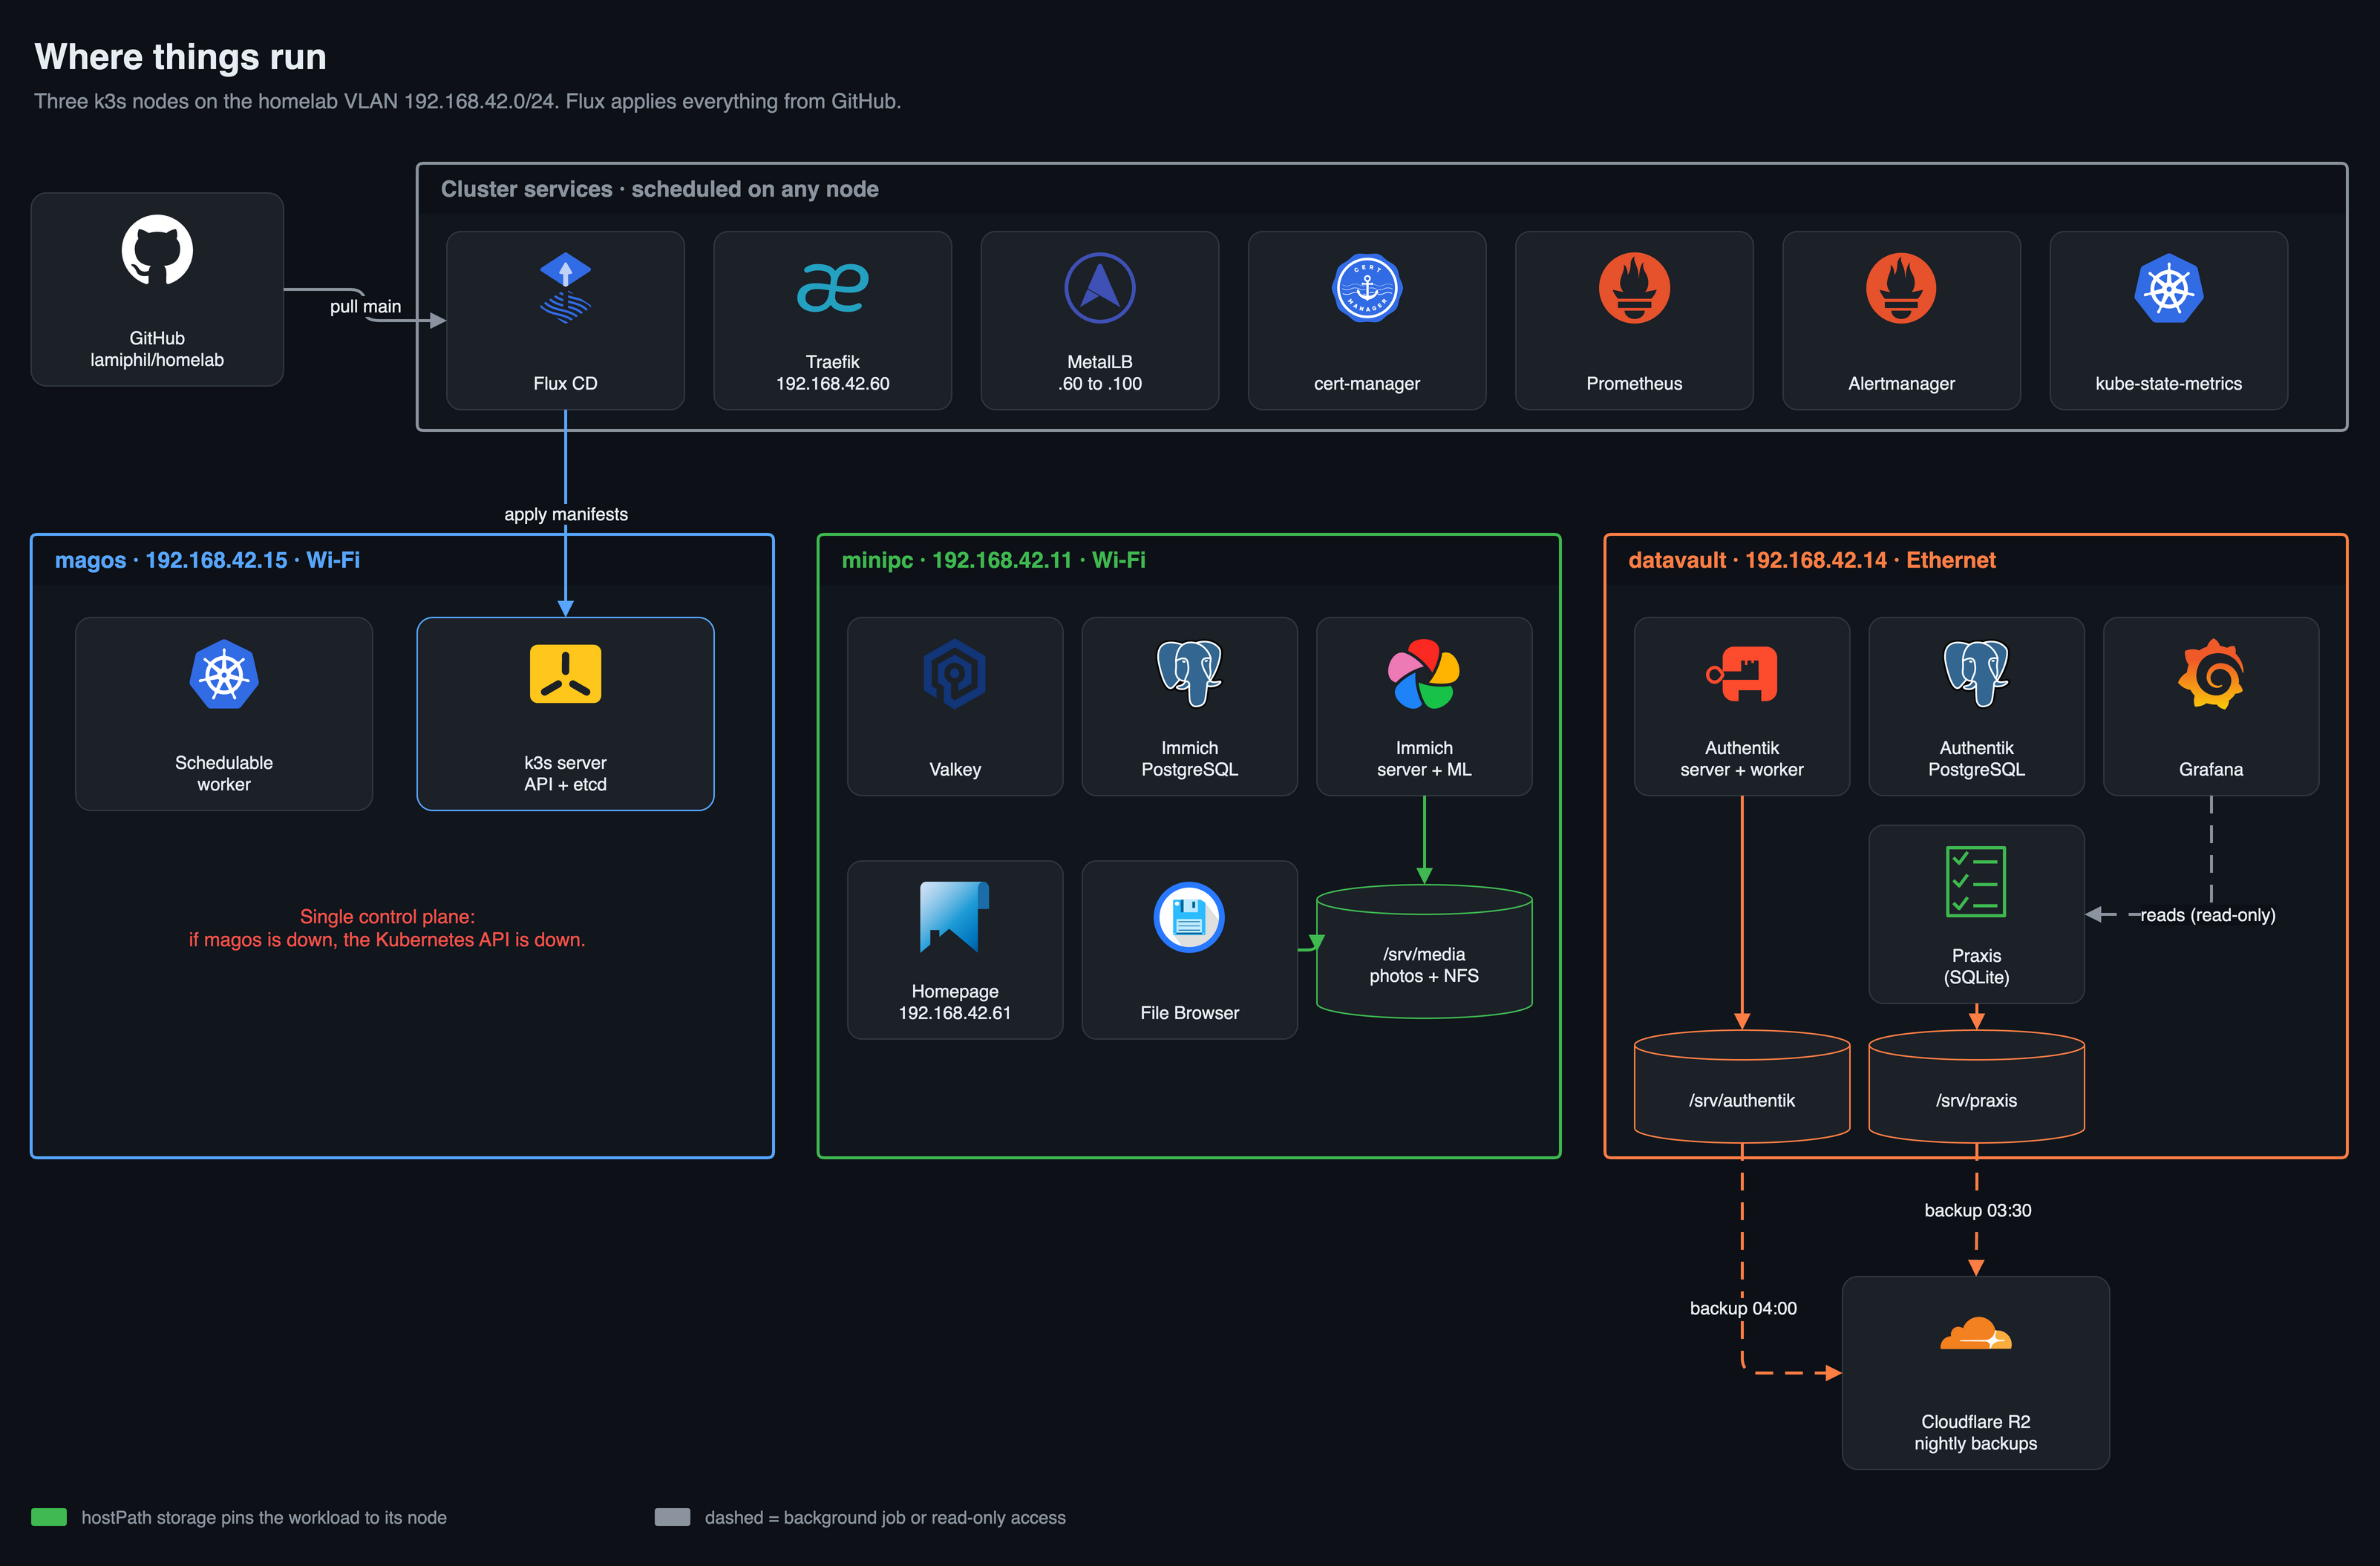 Where things run
Three k3s nodes on the homelab VLAN 192.168.42.0/24. Flux applies everything from GitHub.
GitHub
lamiphil/homelab
pull main
Cluster services · scheduled on any node
Flux CD
Traefik
192.168.42.60
MetalLB
.60 to .100
CERT
MANAGER
cert-manager
Prometheus
Alertmanager
kube-state-metrics
apply manifests
magos · 192.168.42.15 · Wi-Fi
Schedulable
worker
k3s server
API + etcd
Single control plane:
if magos is down, the Kubernetes API is down.
minipc · 192.168.42.11 · Wi-Fi
Valkey
Immich
PostgreSQL
Immich
server + ML
Homepage
192.168.42.61
File Browser
/srv/media
photos + NFS
datavault · 192.168.42.14 · Ethernet
Authentik
server + worker
Authentik
PostgreSQL
Grafana
Praxis
(SQLite)
reads (read-only)
/srv/authentik
/srv/praxis
backup 03:30
backup 04:00
Cloudflare R2
nightly backups
hostPath storage pins the workload to its node
dashed = background job or read-only access